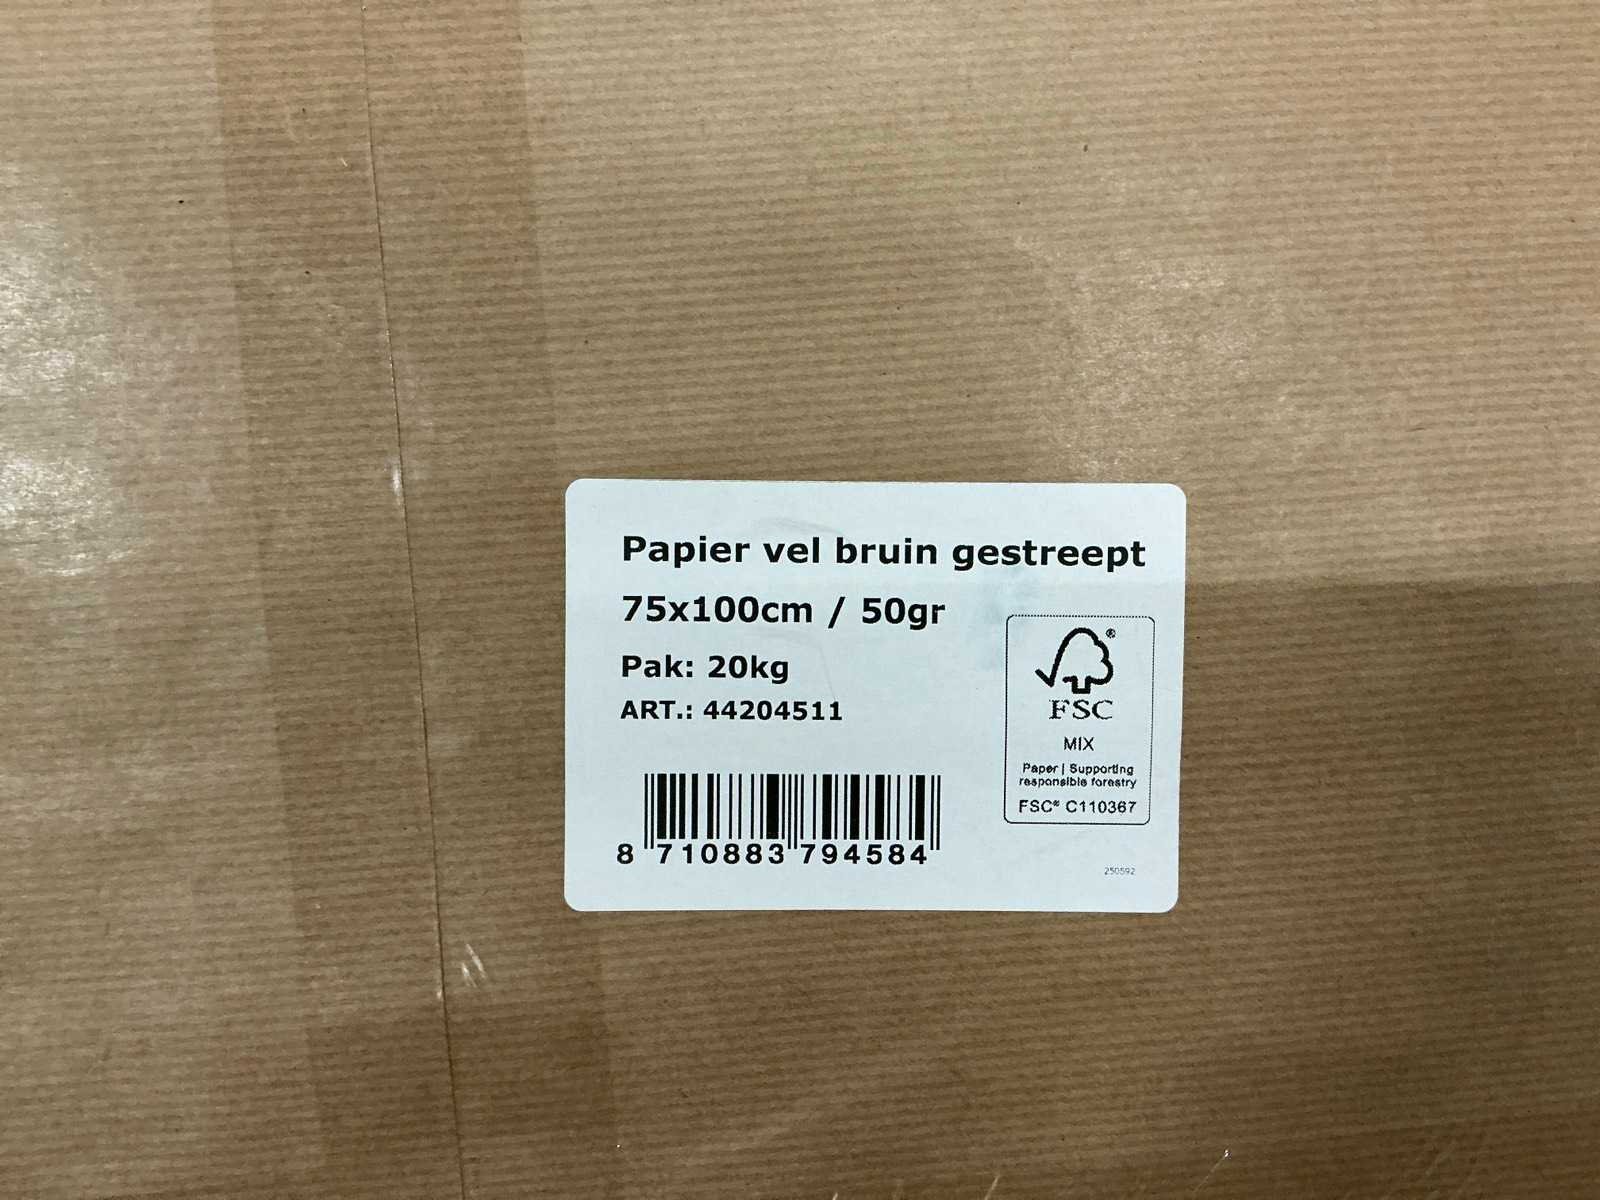 Papier vel bruin gestreept
75x100cm / 50gr
Pak: 20kg
ART.: 44204511
®
FSC
MIX
Paper | Supporting
responsible forestry
FSC® C110367
8 710883 794584
250592